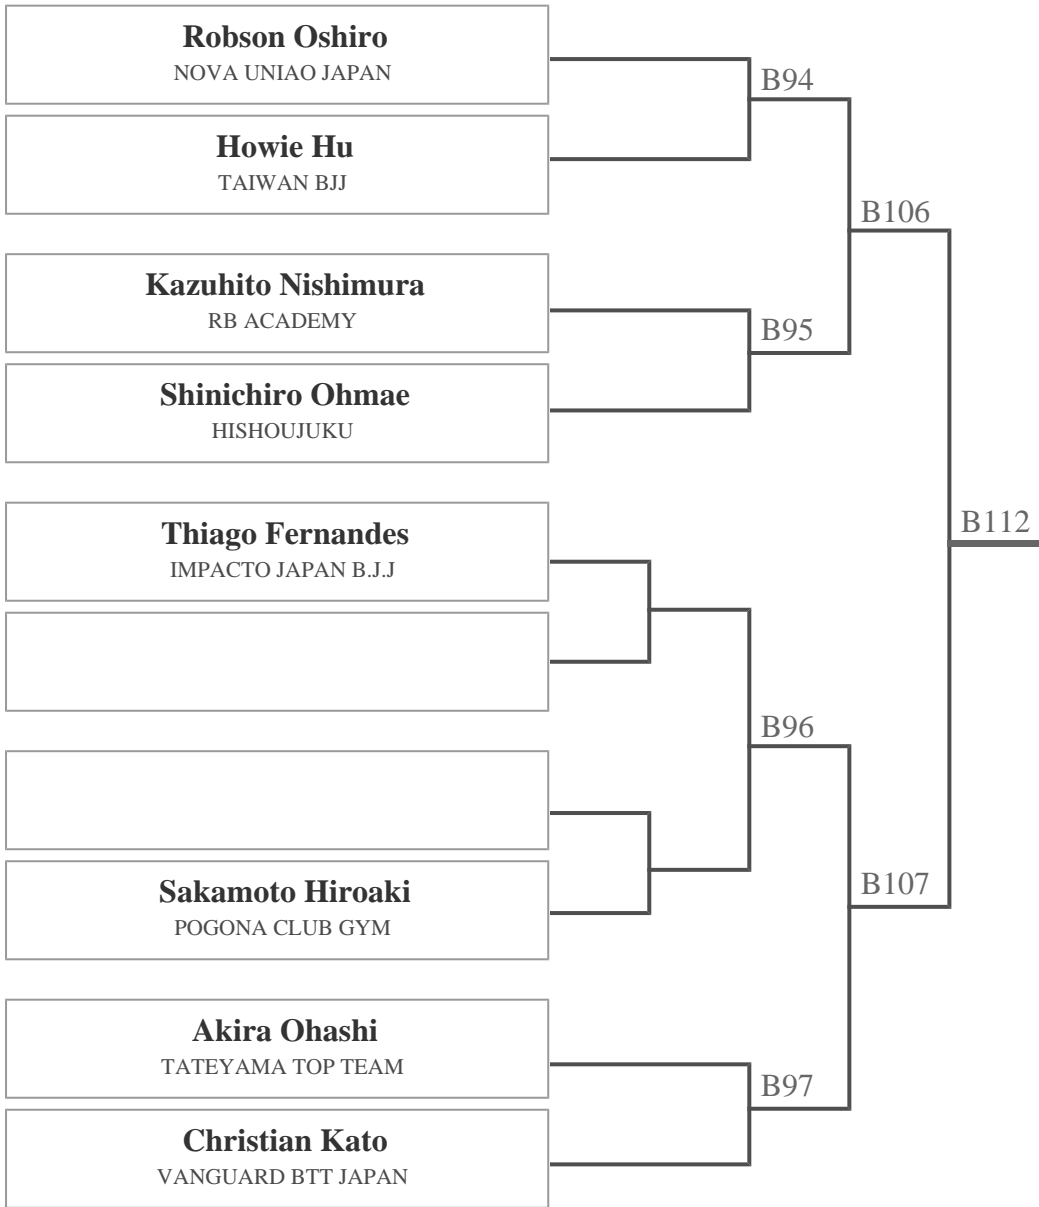 Robson Oshiro
NOVA UNIAO JAPAN
B94
Howie Hu
TAIWAN BJJ
B106
Kazuhito Nishimura
RB ACADEMY
B95
Shinichiro Ohmae
HISHOUJUKU
Thiago Fernandes
IMPACTO JAPAN B.J.J
B112
B96
Sakamoto Hiroaki
POGONA CLUB GYM
B107
Akira Ohashi
TATEYAMA TOP TEAM
B97
Christian Kato
VANGUARD BTT JAPAN